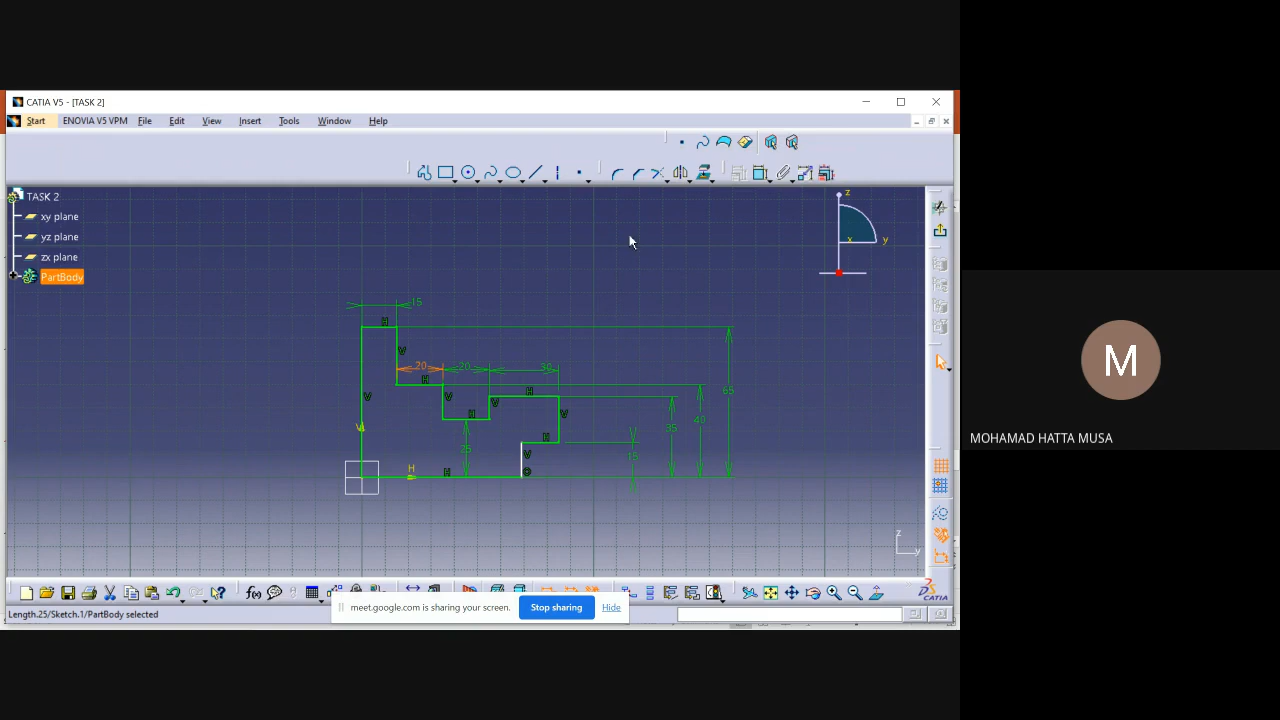 CATIA V5 - [TASK 2]
Start ENOVIA V5 VPM File Edit View Insert Tools Window Help
TASK 2
xy plane
yz plane
zx plane
PartBody
z
x y
15
H
V
20 20 30
H H
V V V V
H
65
40
35
25
H
15
V
V
H H
z
y
f(x)
CATIA
meet.google.com is sharing your screen. Stop sharing Hide
Length.25/Sketch.1/PartBody selected
M
MOHAMAD HATTA MUSA